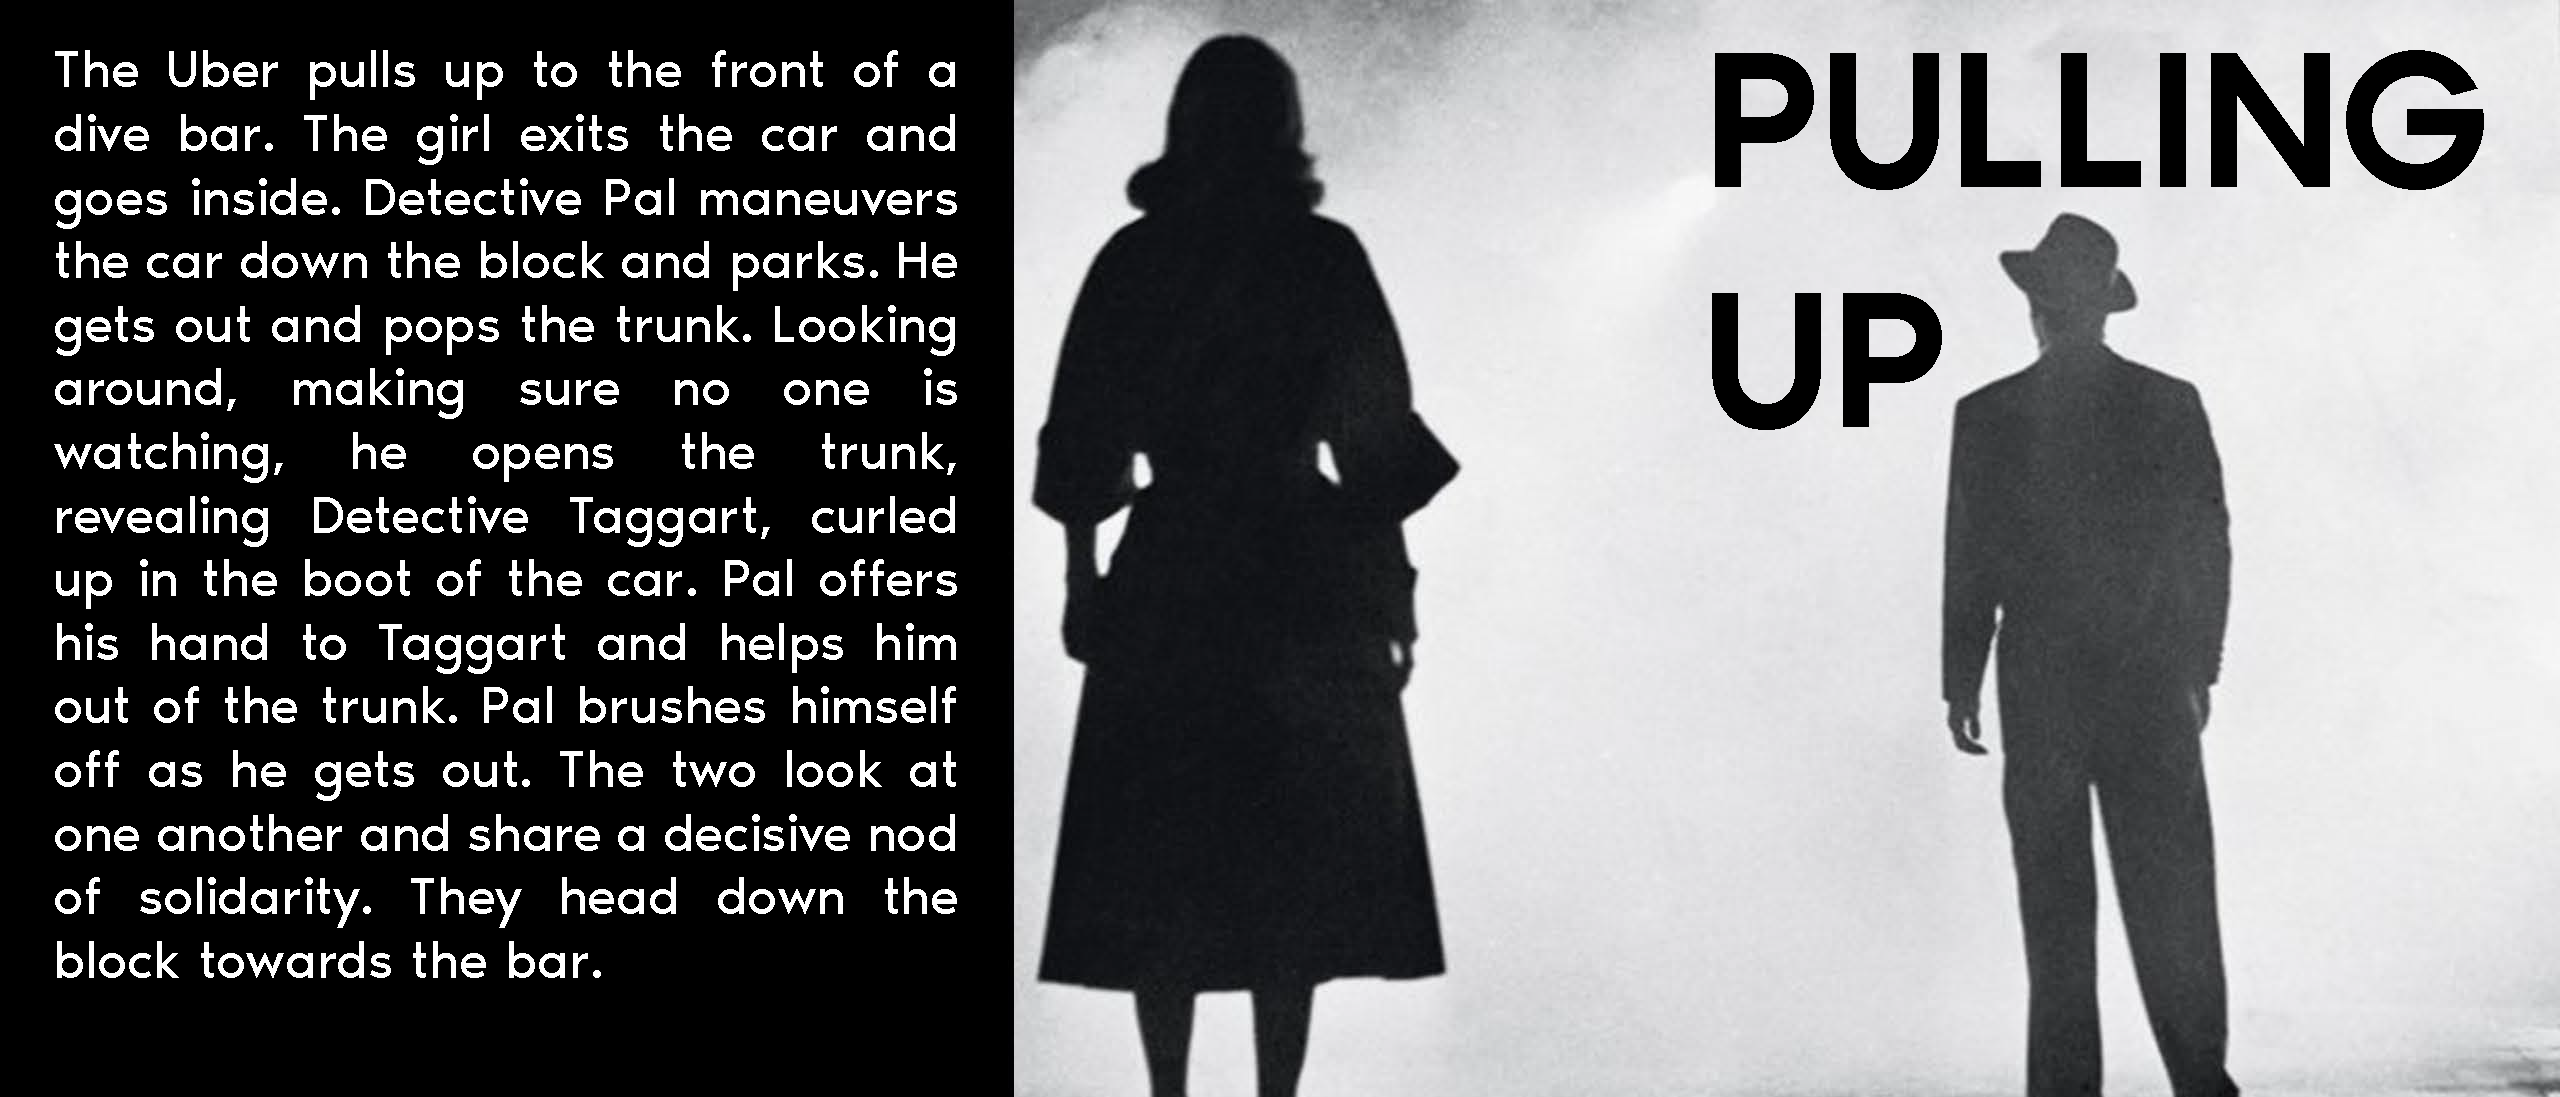 The Uber pulls up to the front of a
dive bar. The girl exits the car and
goes inside. Detective Pal maneuvers
the car down the block and parks. He
gets out and pops the trunk. Looking
around, making sure no one is
watching, he opens the trunk,
revealing Detective Taggart, curled
up in the boot of the car. Pal offers
his hand to Taggart and helps him
out of the trunk. Pal brushes himself
off as he gets out. The two look at
one another and share a decisive nod
of solidarity. They head down the
block towards the bar.
PULLING
UP